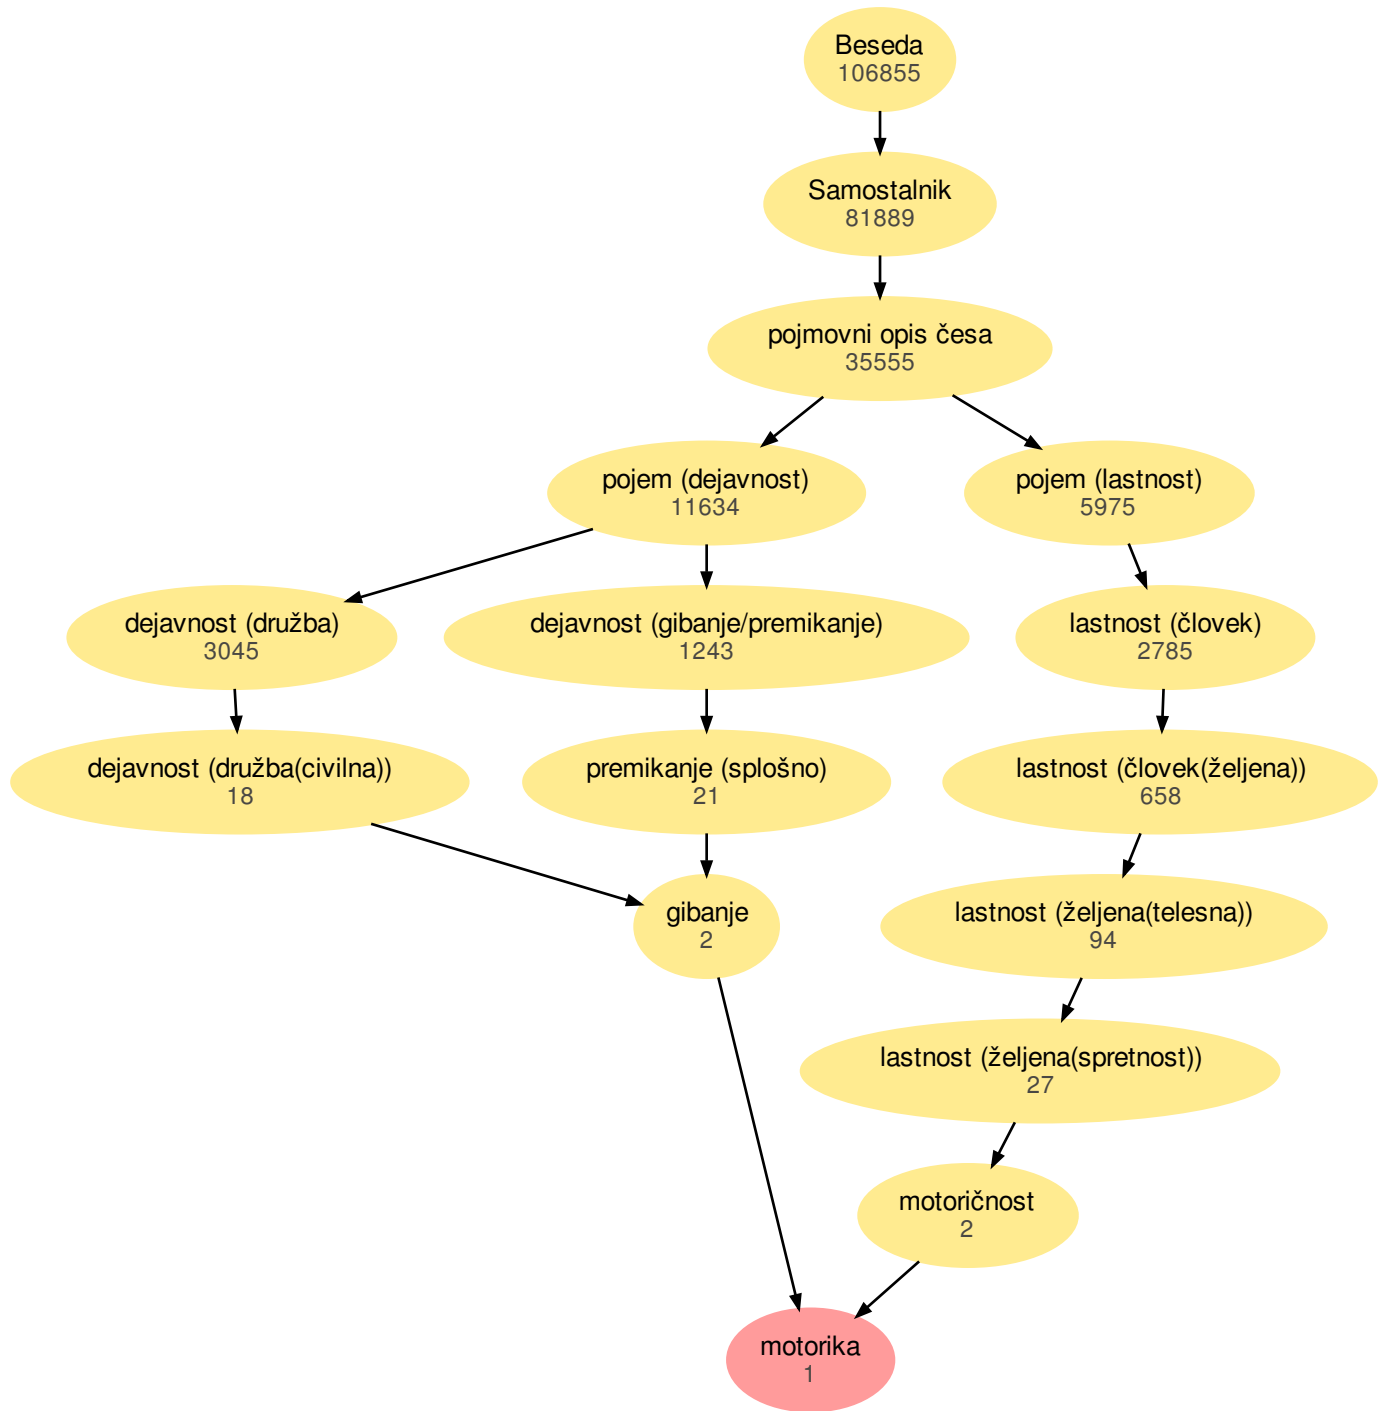 Beseda
106855
Samostalnik
81889
pojmovni opis česa
35555
pojem (dejavnost)
11634
pojem (lastnost)
5975
dejavnost (družba)
3045
dejavnost (gibanje/premikanje)
1243
lastnost (človek)
2785
dejavnost (družba(civilna))
18
premikanje (splošno)
21
lastnost (človek(željena))
658
gibanje
2
lastnost (željena(telesna))
94
lastnost (željena(spretnost))
27
motoričnost
2
motorika
1